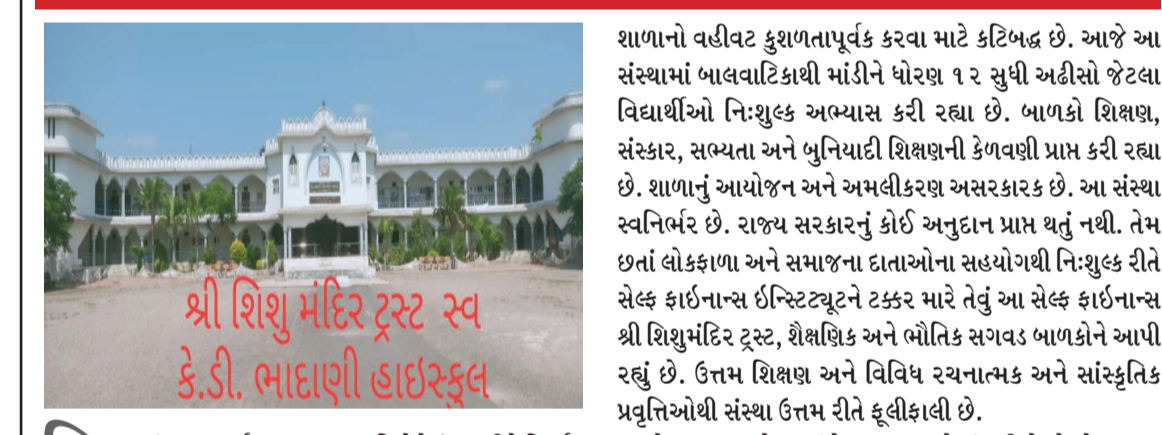 શ્રી શિશુ મંદિર ટ્રસ્ટ સ્વ
કે.ડી. ભાદાણી હાઇસ્કુલ
શાળાનો વહીવટ કુશળતાપૂર્વક કરવા માટે કટિબદ્ધ છે. આજે આ
સંસ્થામાં બાલવાટિકાથી માંડીને ધોરણ ૧૨ સુધી અઢીસો જેટલા
વિદ્યાર્થીઓ નિઃશુલ્ક અભ્યાસ કરી રહ્યા છે. બાળકો શિક્ષણ,
સંસ્કાર, સભ્યતા અને બુનિયાદી શિક્ષણની કેળવણી પ્રાપ્ત કરી રહ્યા
છે. શાળાનું આયોજન અને અમલીકરણ અસરકારક છે. આ સંસ્થા
સ્વનિર્ભર છે. રાજ્ય સરકારનું કોઈ અનુદાન પ્રાપ્ત થતું નથી. તેમ
છતાં લોકફાળા અને સમાજના દાતાઓના સહયોગથી નિઃશુલ્ક રીતે
સેલ્ફ ફાઇનાન્સ ઇન્સ્ટિટ્યૂટને ટક્કર મારે તેવું આ સેલ્ફ ફાઇનાન્સ
શ્રી શિશુમંદિર ટ્રસ્ટ, શૈક્ષણિક અને ભૌતિક સગવડ બાળકોને આપી
રહ્યું છે. ઉત્તમ શિક્ષણ અને વિવિધ રચનાત્મક અને સાંસ્કૃતિક
પ્રવૃત્તિઓથી સંસ્થા ઉત્તમ રીતે ફૂલીફાલી છે.